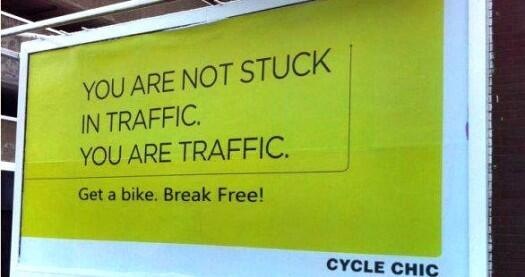 YOU ARE NOT STUCK
IN TRAFFIC.
YOU ARE TRAFFIC.
Get a bike. Break Free!
CYCLE CHIC